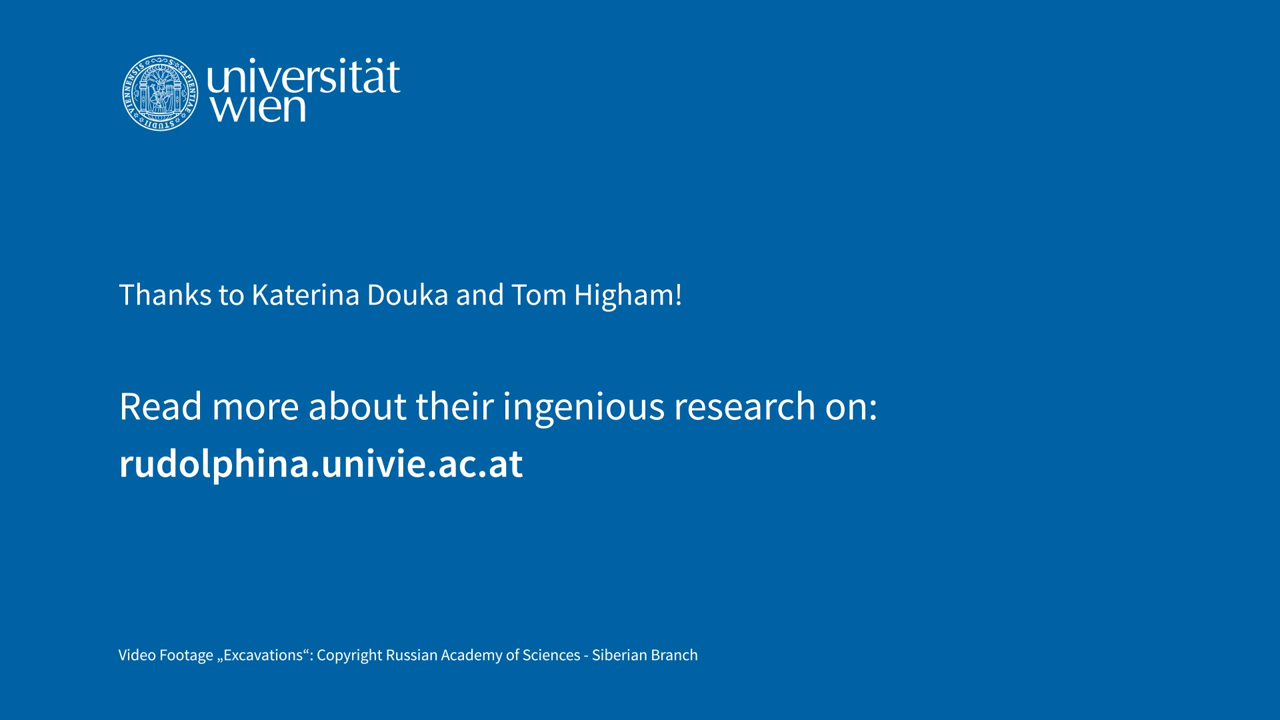 universität
wien
Thanks to Katerina Douka and Tom Higham!
Read more about their ingenious research on:
rudolphina.univie.ac.at
Video Footage „Excavations“: Copyright Russian Academy of Sciences - Siberian Branch